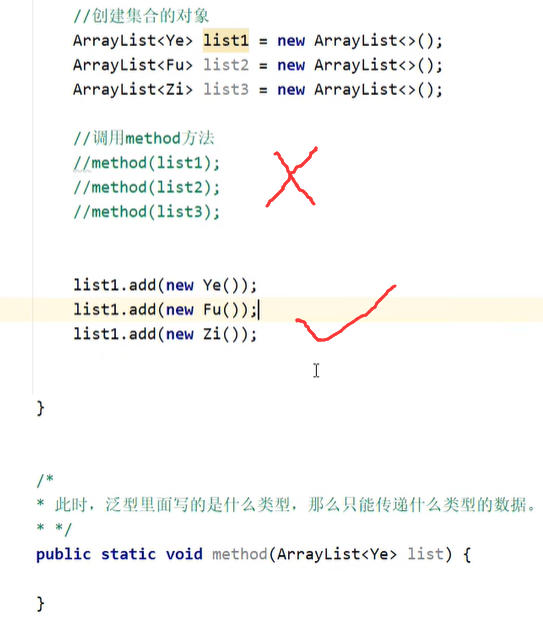 //创建集合的对象
ArrayList<Ye> list1 = new ArrayList<>();
ArrayList<Fu> list2 = new ArrayList<>();
ArrayList<Zi> list3 = new ArrayList<>();
//调用method方法
//method(list1);
//method(list2);
//method(list3);
list1.add(new Ye());
list1.add(new Fu());
list1.add(new Zi());
}
/*
* 此时，泛型里面写的是什么类型，那么只能传递什么类型的数据。
* */
public static void method(ArrayList<Ye> list) {
}